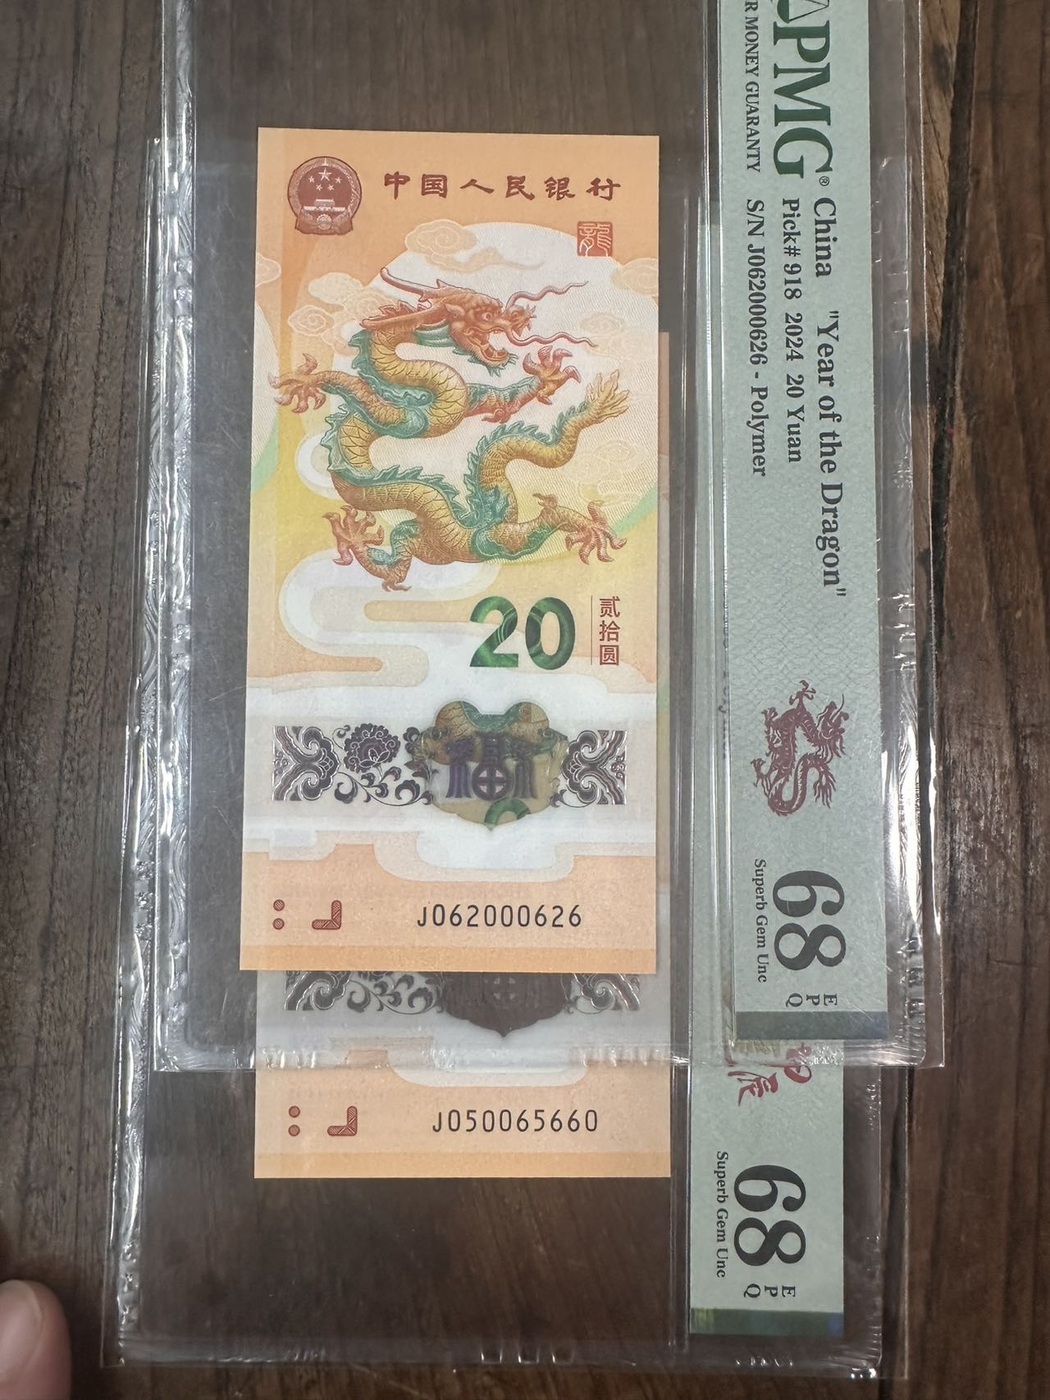 中国人民银行
龍
20
贰拾圆
福
J062000626
J050065660
PMG®
R MONEY GUARANTY
China "Year of the Dragon"
Pick# 918 2024 20 Yuan
S/N J062000626 - Polymer
68
EPQ
Superb Gem Unc
68
EPQ
Superb Gem Unc